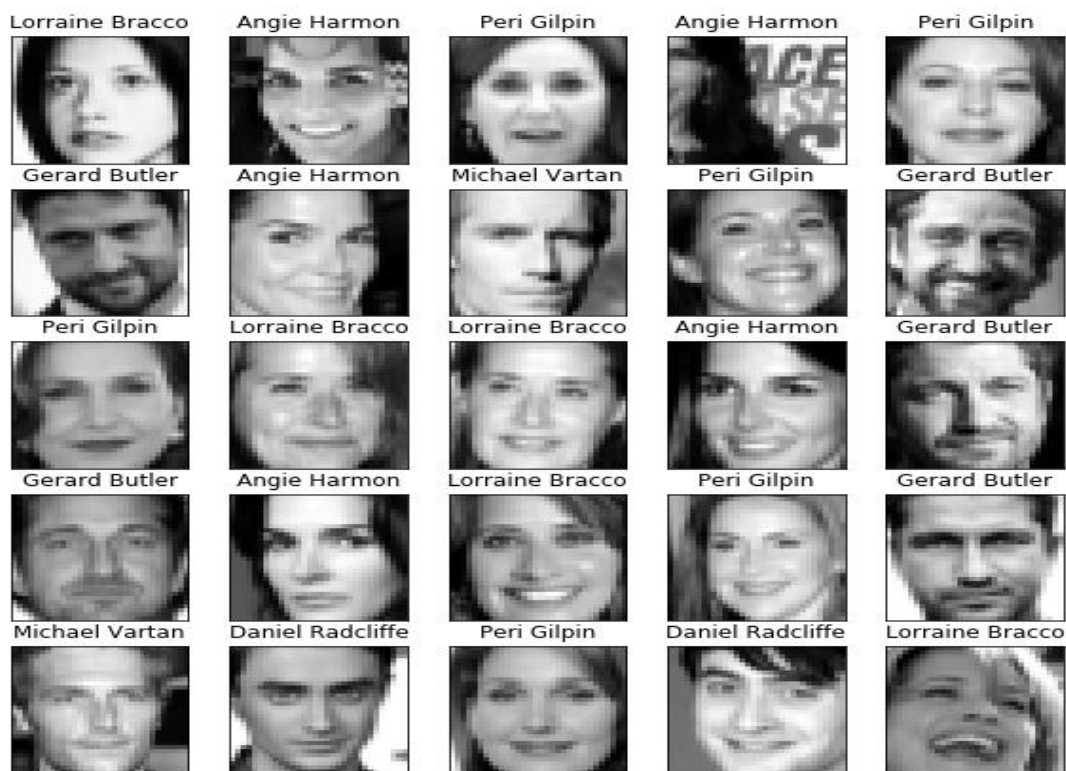 Lorraine Bracco Angie Harmon Peri Gilpin Angie Harmon Peri Gilpin
ACE
Gerard Butler Angie Harmon Michael Vartan Peri Gilpin Gerard Butler
Peri Gilpin Lorraine Bracco Lorraine Bracco Angie Harmon Gerard Butler
Gerard Butler Angie Harmon Lorraine Bracco Peri Gilpin Gerard Butler
Michael Vartan Daniel Radcliffe Peri Gilpin Daniel Radcliffe Lorraine Bracco